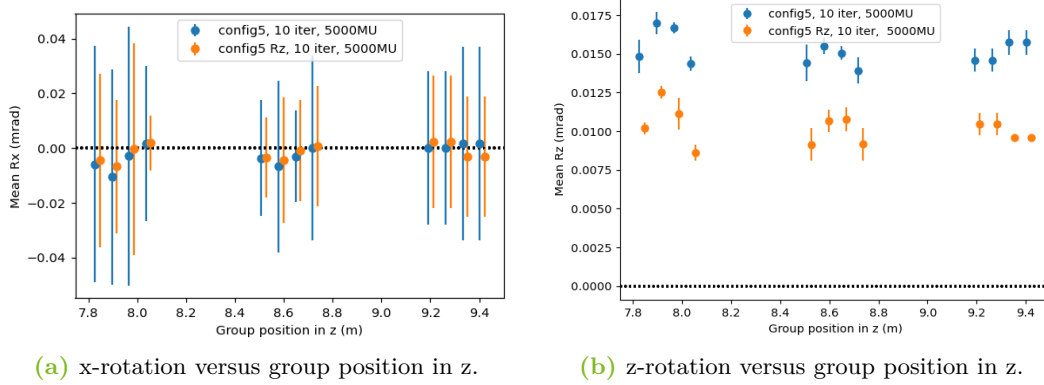 config5, 10 iter, 5000MU
config5 Rz, 10 iter, 5000MU
0.04
0.02
0.00
−0.02
−0.04
Mean Rx (mrad)
7.8 8.0 8.2 8.4 8.6 8.8 9.0 9.2 9.4
Group position in z (m)
(a) x-rotation versus group position in z.
config5, 10 iter, 5000MU
config5 Rz, 10 iter, 5000MU
0.0175
0.0150
0.0125
0.0100
0.0075
0.0050
0.0025
0.0000
Mean Rz (mrad)
7.8 8.0 8.2 8.4 8.6 8.8 9.0 9.2 9.4
Group position in z (m)
(b) z-rotation versus group position in z.